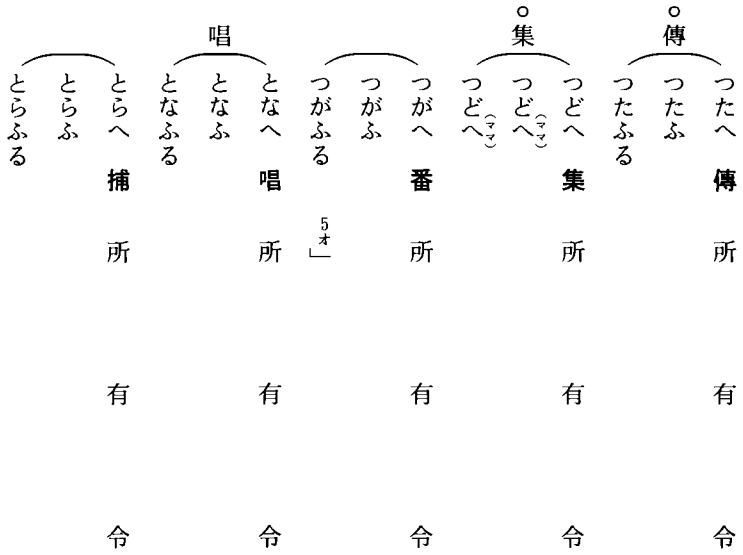 ○傳
つたへ 傳 所 有 令
つたふ
つたふる
○集
つどへ 集 所 有 令
つどへ(ママ)
つどへ(ママ)
つがへ 番 所 有 令
つがふ
つがふる 5オ」
唱
となへ 唱 所 有 令
となふ
となふる
とらへ 捕 所 有 令
とらふ
とらふる